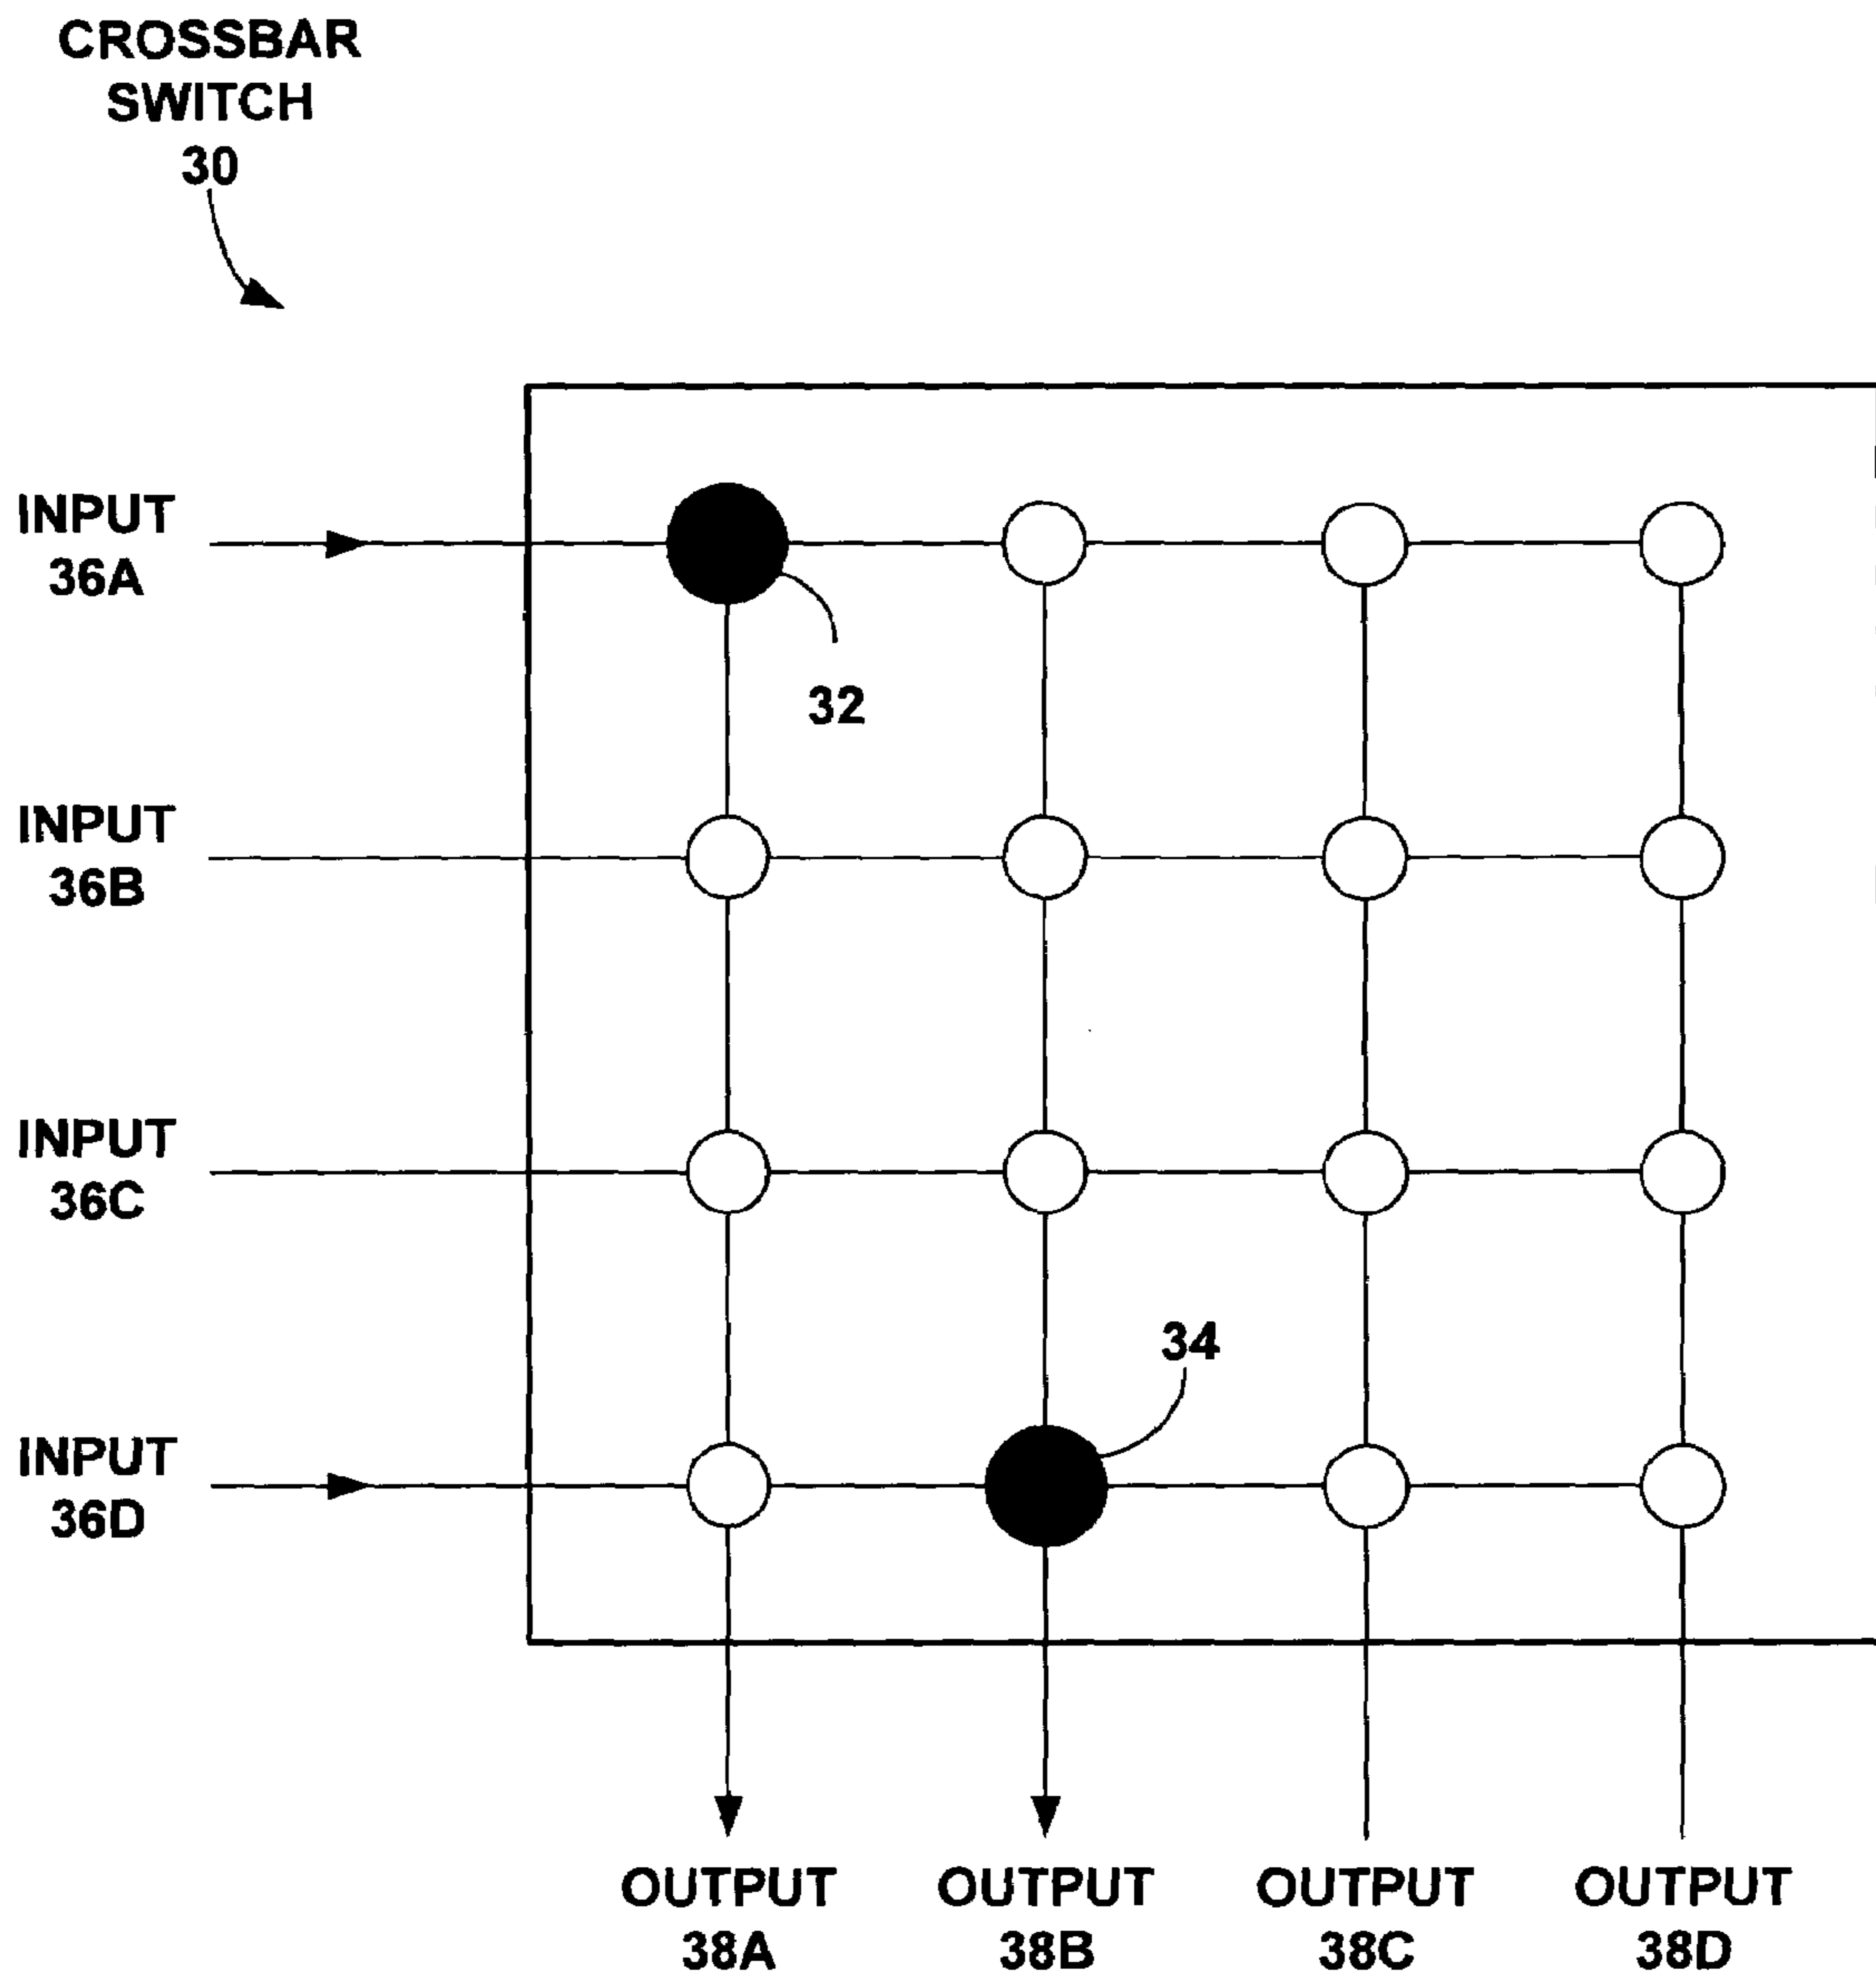 CROSSBAR
SWITCH
30
INPUT
36A
32
INPUT
36B
INPUT
36C
34
INPUT
36D
OUTPUT OUTPUT OUTPUT OUTPUT
38A 38B 38C 38D